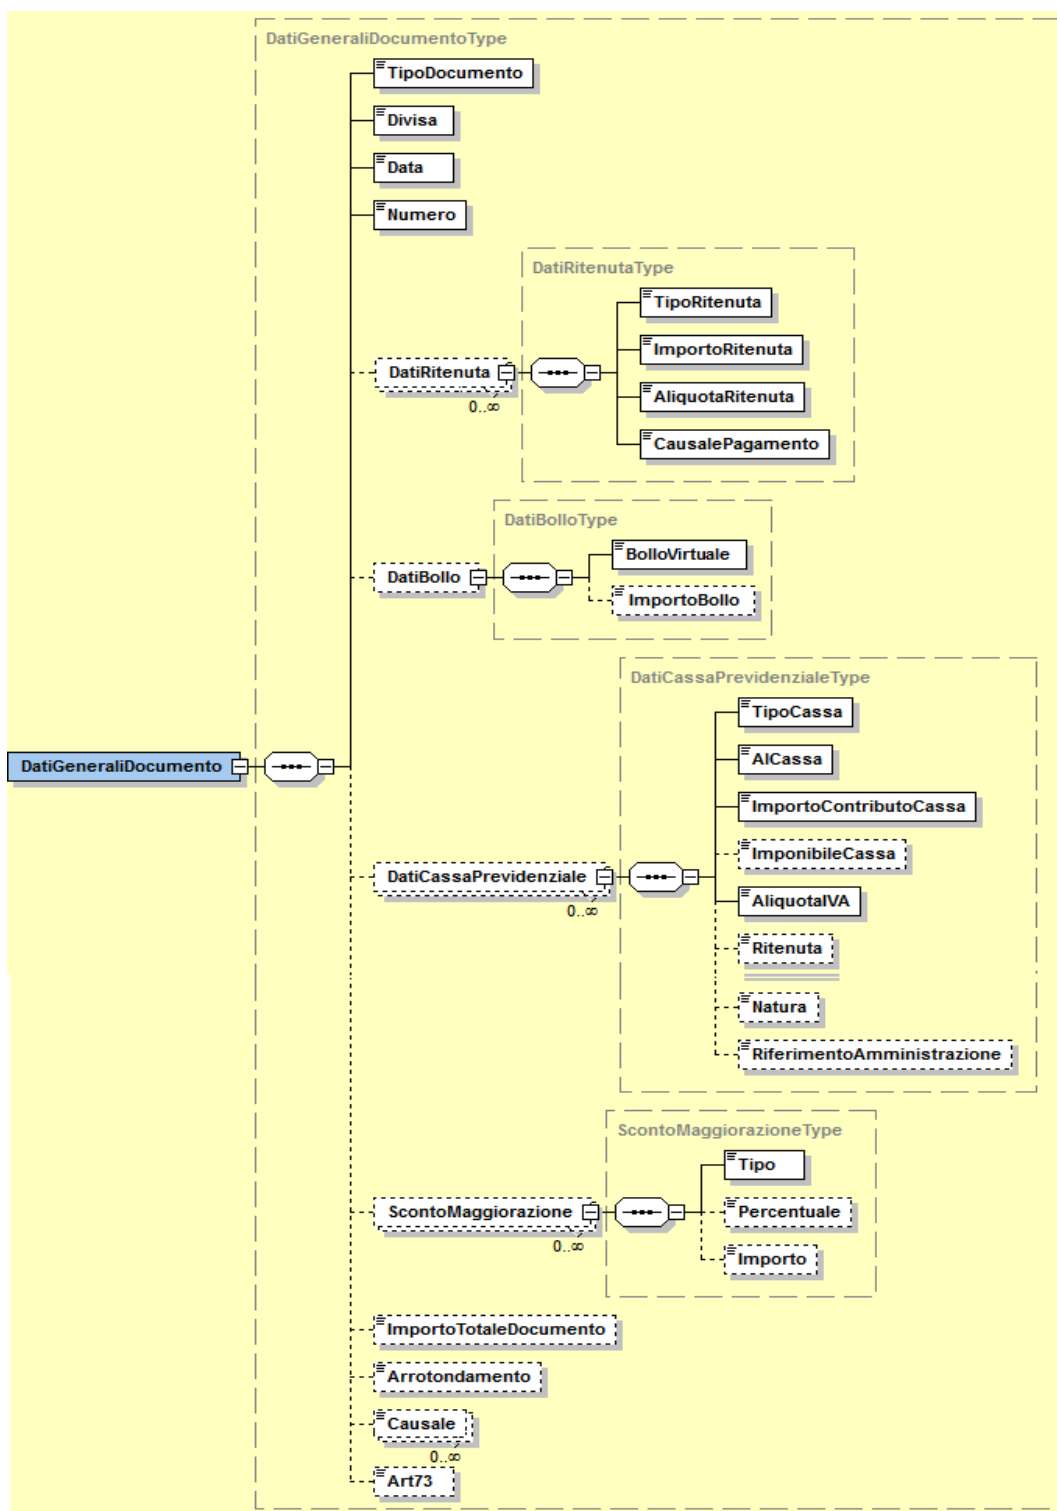 DatiGeneraliDocumentoType
TipoDocumento
Divisa
Data
Numero
DatiRitenutaType
TipoRitenuta
ImportoRitenuta
DatiRitenuta
0..∞
AliquotaRitenuta
CausalePagamento
DatiBolloType
BolloVirtuale
DatiBollo
ImportoBollo
DatiCassaPrevidenzialeType
TipoCassa
DatiGeneraliDocumento
AlCassa
ImportoContributoCassa
ImponibileCassa
DatiCassaPrevidenziale
0..∞
AliquotaIVA
Ritenuta
Natura
RiferimentoAmministrazione
ScontoMaggiorazioneType
Tipo
ScontoMaggiorazione
0..∞
Percentuale
Importo
ImportoTotaleDocumento
Arrotondamento
Causale
0..∞
Art73